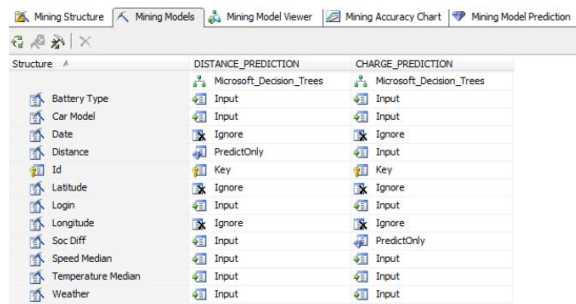 Mining Structure Mining Models Mining Model Viewer Mining Accuracy Chart Mining Model Prediction
Structure DISTANCE_PREDICTION CHARGE_PREDICTION
Microsoft_Decision_Trees Microsoft_Decision_Trees
Battery Type Input Input
Car Model Input Input
Date Ignore Ignore
Distance PredictOnly Input
Id Key Key
Latitude Ignore Ignore
Login Input Input
Longitude Ignore Ignore
Soc Diff Input PredictOnly
Speed Median Input Input
Temperature Median Input Input
Weather Input Input